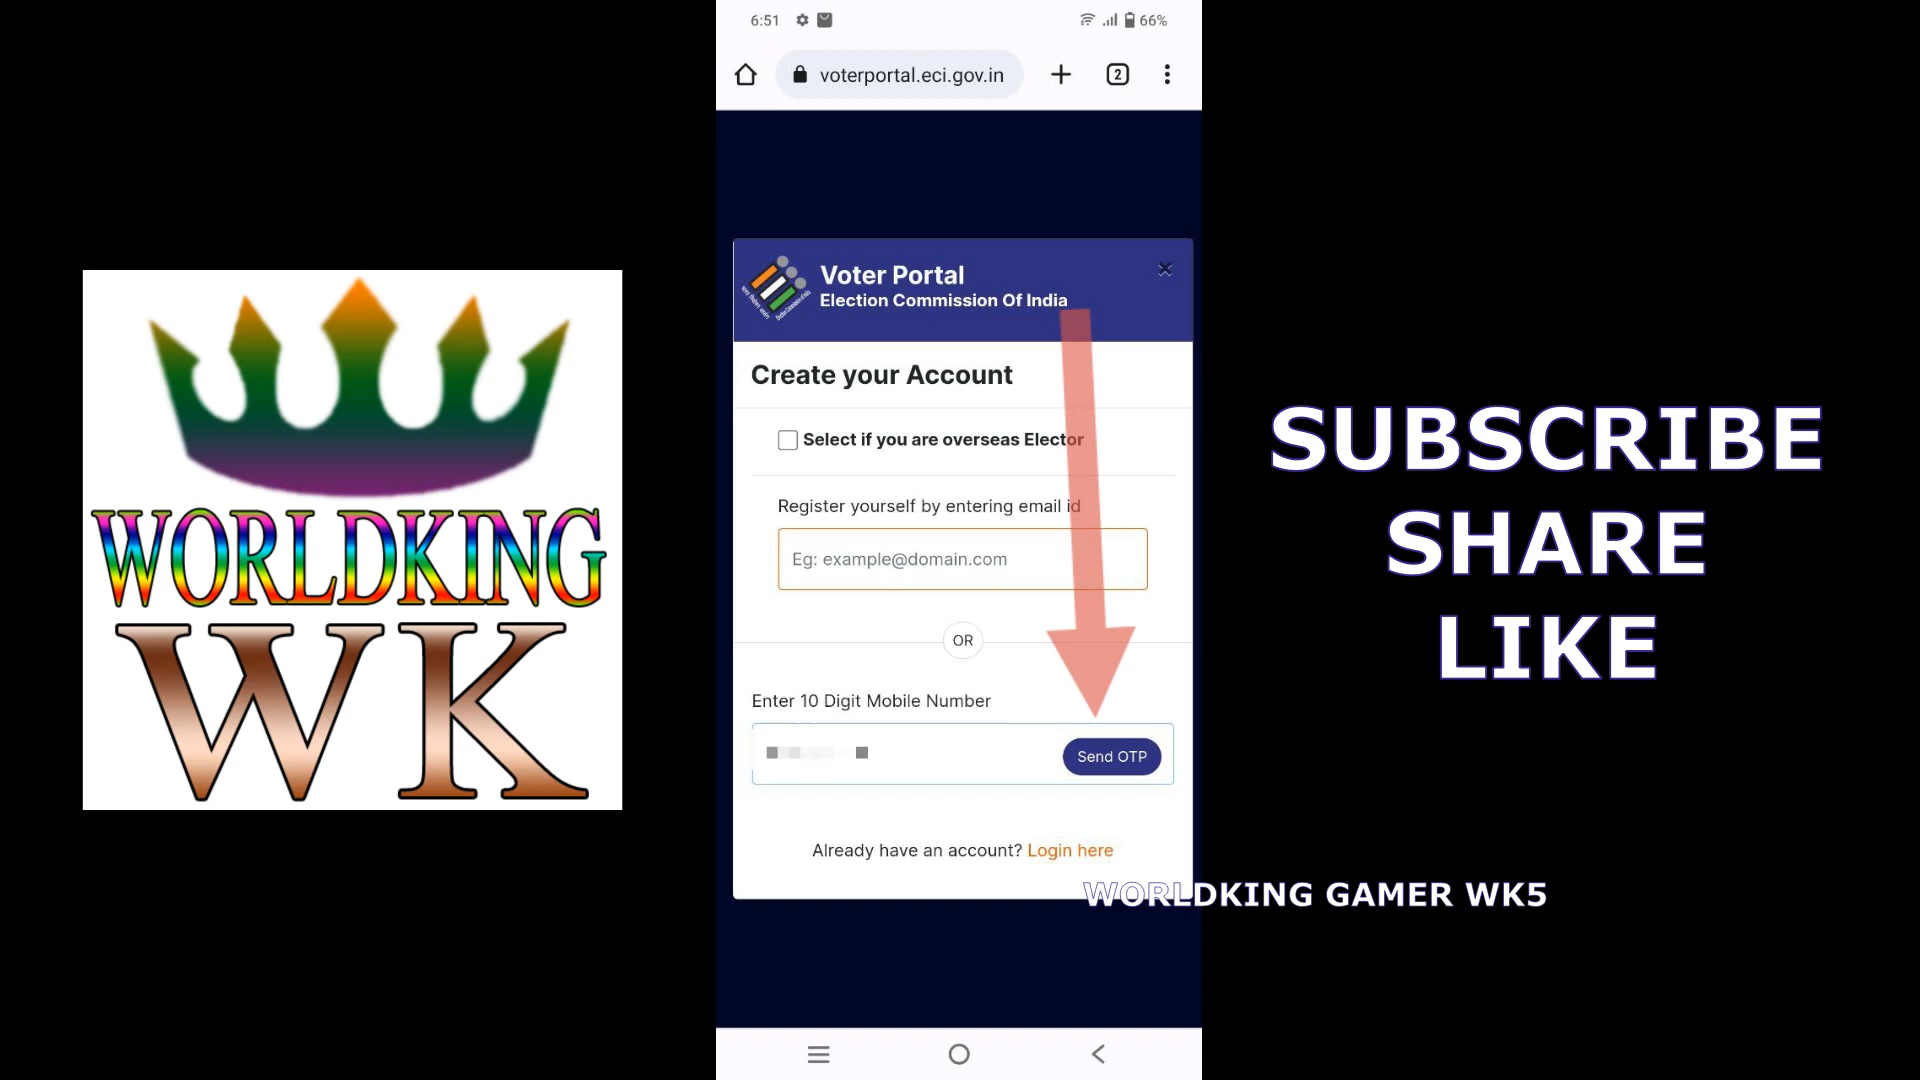 6:51
66%
voterportal.eci.gov.in
2
Voter Portal
Election Commission Of India
Create your Account
Select if you are overseas Elector
Register yourself by entering email id
Eg: example@domain.com
OR
Enter 10 Digit Mobile Number
Send OTP
Already have an account? Login here
WORLDKING
WK
SUBSCRIBE
SHARE
LIKE
WORLDKING GAMER WK5